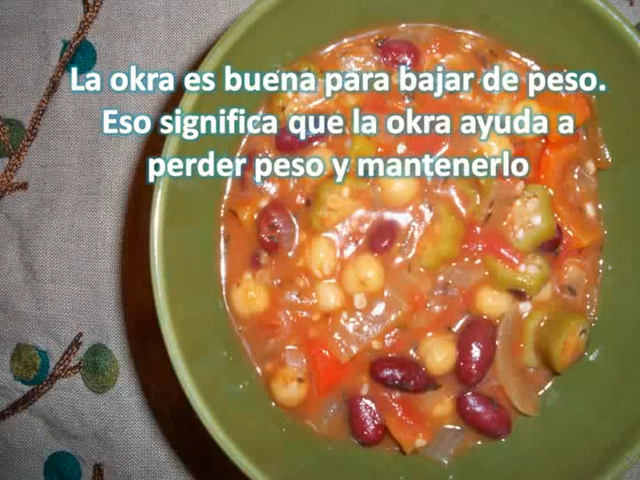 La okra es buena para bajar de peso.
Eso significa que la okra ayuda a
perder peso y mantenerlo